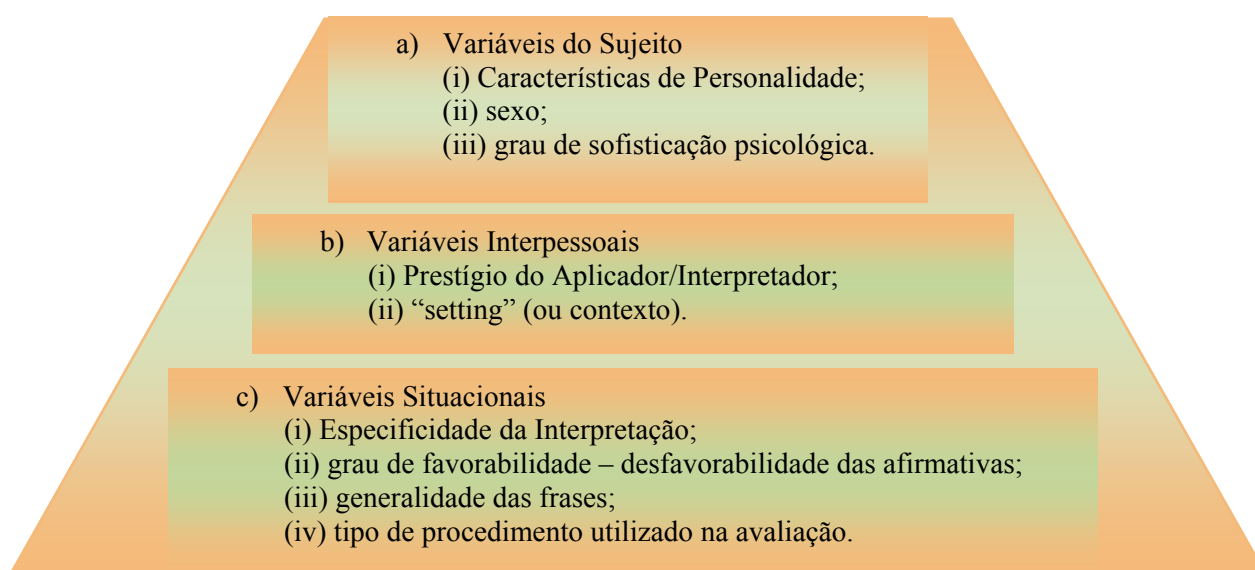 a) Variáveis do Sujeito
(i) Características de Personalidade;
(ii) sexo;
(iii) grau de sofisticação psicológica.
b) Variáveis Interpessoais
(i) Prestígio do Aplicador/Interpretador;
(ii) “setting” (ou contexto).
c) Variáveis Situacionais
(i) Especificidade da Interpretação;
(ii) grau de favorabilidade – desfavorabilidade das afirmativas;
(iii) generalidade das frases;
(iv) tipo de procedimento utilizado na avaliação.